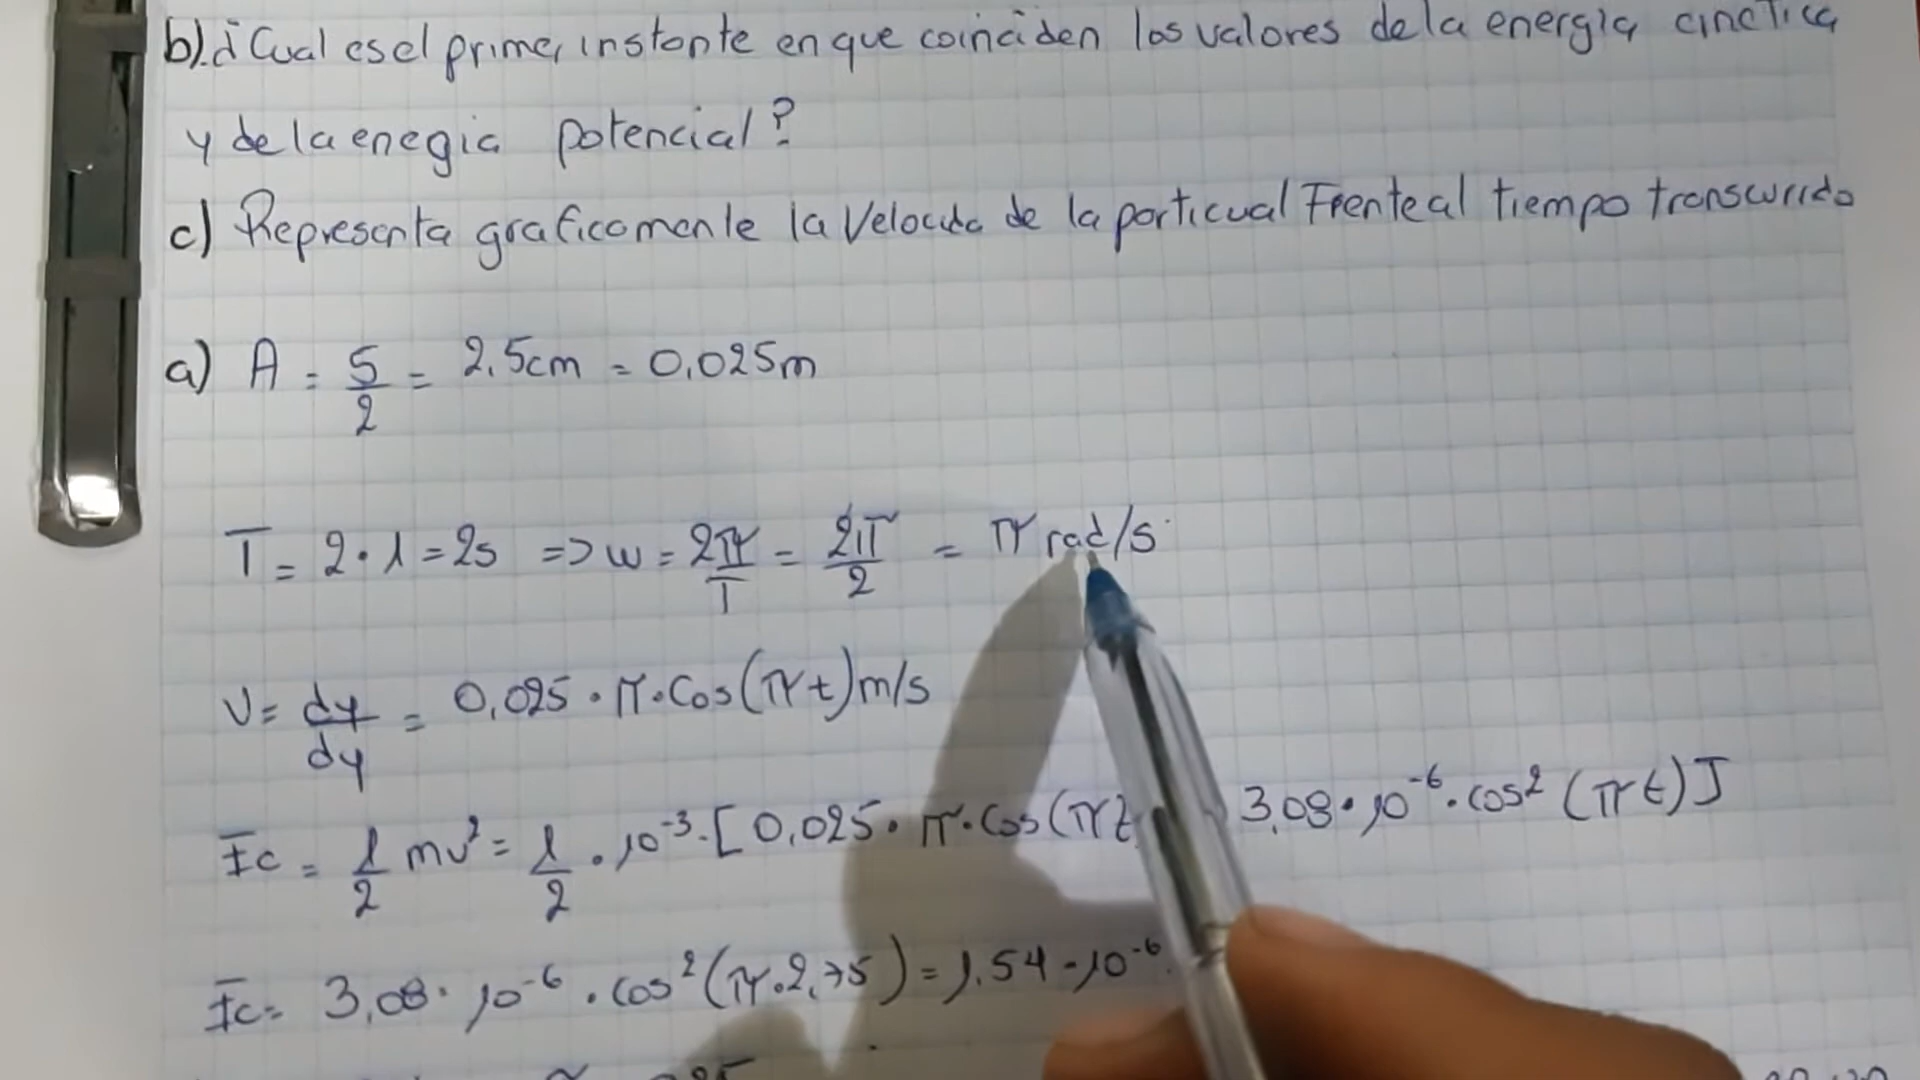 b). ¿Cual es el primer instante en que coinciden los valores de la energia cinetica
y de la enegia potencial?
c) Representa graficamente la Velocida de la particual Frente al tiempo transcurrido
a) A = 5/2 = 2,5cm = 0,025m
T = 2 · 1 = 2s => w = 2π/T = 2π/2 = π rad/s
V = dy/dy = 0,025 · π · Cos(πt) m/s
Ec = 1/2 mv² = 1/2 · 10⁻³ · [0,025 · π · Cos(πt 3,08 · 10⁻⁶ · cos² (πt) J
Ec = 3,08 · 10⁻⁶ · cos² (π · 2,75) = 1,54 · 10⁻⁶